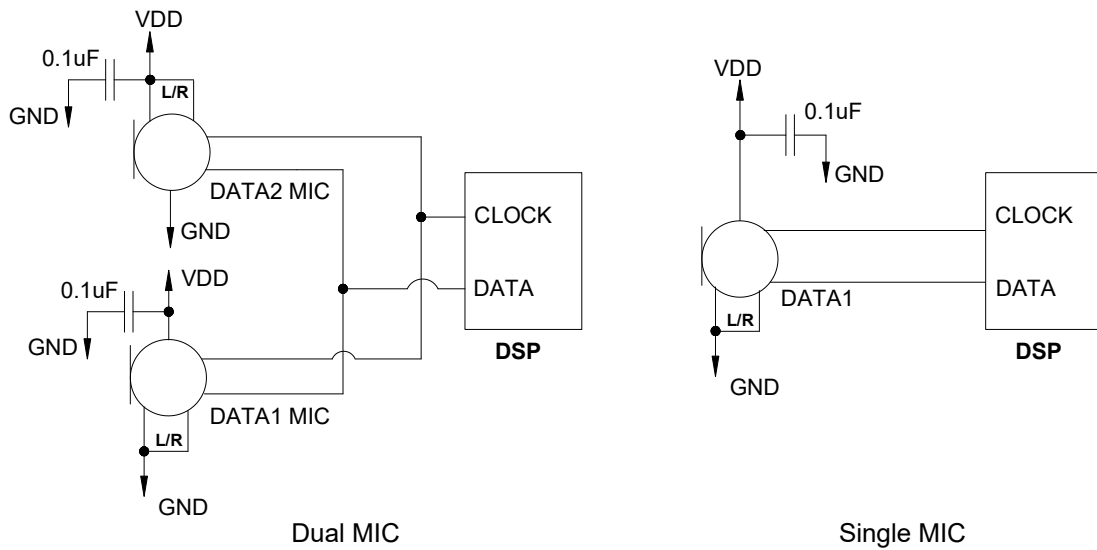 VDD
0.1uF
L/R
GND
DATA2 MIC
GND
VDD
0.1uF
GND
DATA1 MIC
L/R
GND
CLOCK
DATA
DSP
Dual MIC
VDD
0.1uF
GND
CLOCK
DATA1
DATA
L/R
DSP
GND
Single MIC